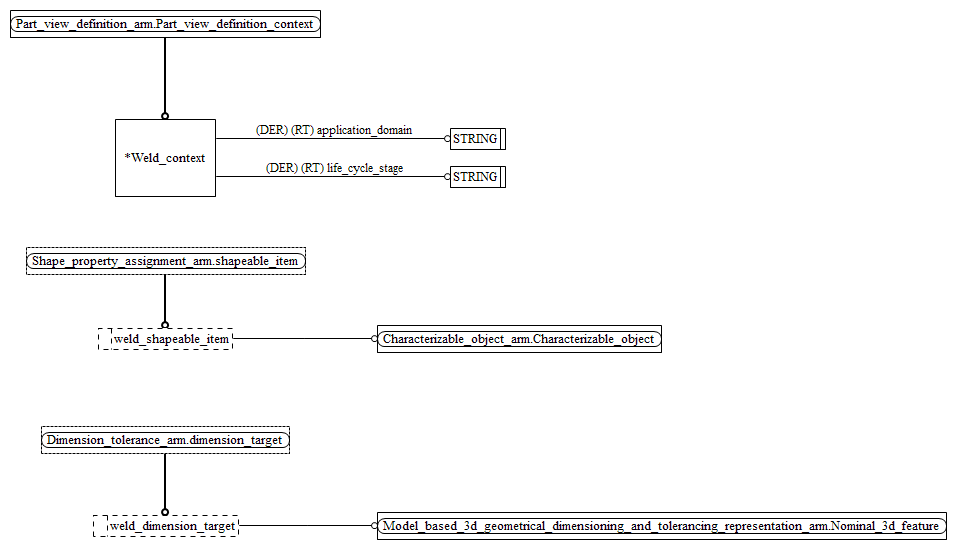 Part_view_definition_arm.Part_view_definition_context
(DER) (RT) application_domain
STRING
*Weld_context
(DER) (RT) life_cycle_stage
STRING
Shape_property_assignment_arm.shapeable_item
weld_shapeable_item
Characterizable_object_arm.Characterizable_object
Dimension_tolerance_arm.dimension_target
weld_dimension_target
Model_based_3d_geometrical_dimensioning_and_tolerancing_representation_arm.Nominal_3d_feature